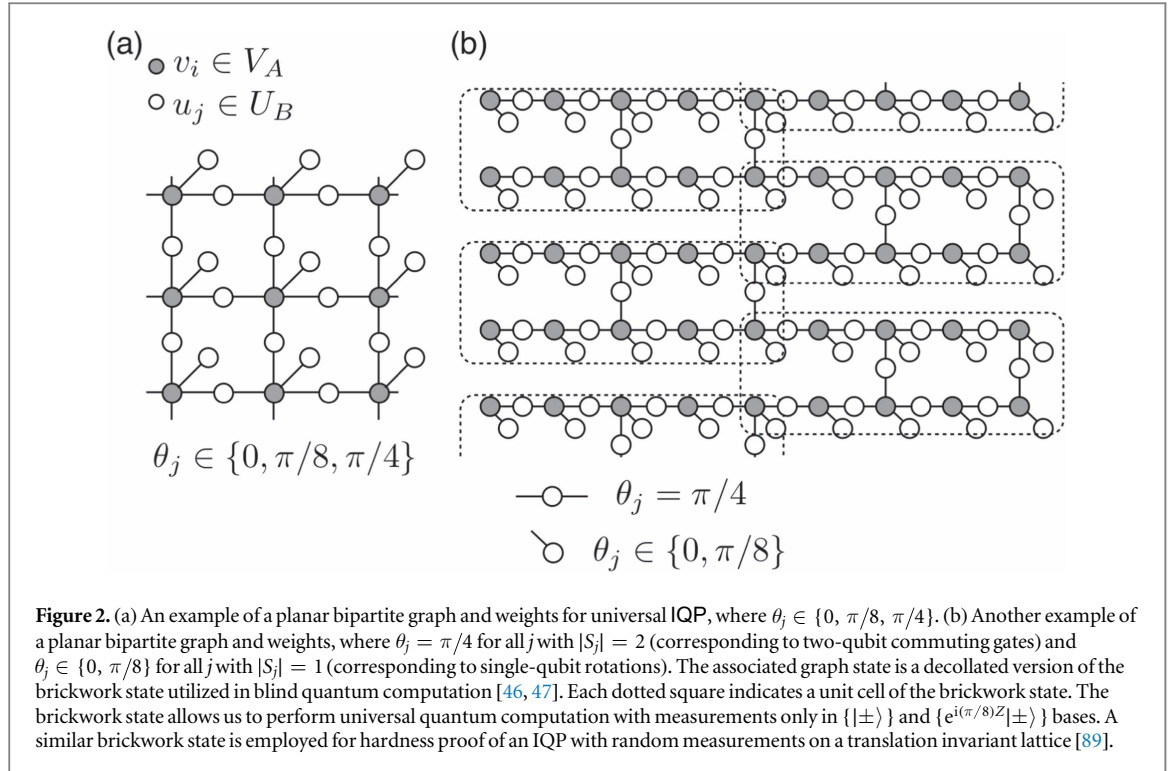 (a)
v_i ∈ V_A
u_j ∈ U_B
θ_j ∈ {0, π/8, π/4}
(b)
θ_j = π/4
θ_j ∈ {0, π/8}
Figure 2. (a) An example of a planar bipartite graph and weights for universal IQP, where θ_j ∈ {0, π/8, π/4}. (b) Another example of
a planar bipartite graph and weights, where θ_j = π/4 for all j with |S_j| = 2 (corresponding to two-qubit commuting gates) and
θ_j ∈ {0, π/8} for all j with |S_j| = 1 (corresponding to single-qubit rotations). The associated graph state is a decollated version of the
brickwork state utilized in blind quantum computation [46, 47]. Each dotted square indicates a unit cell of the brickwork state. The
brickwork state allows us to perform universal quantum computation with measurements only in {|±⟩} and {e^{i(π/8)Z}|±⟩} bases. A
similar brickwork state is employed for hardness proof of an IQP with random measurements on a translation invariant lattice [89].